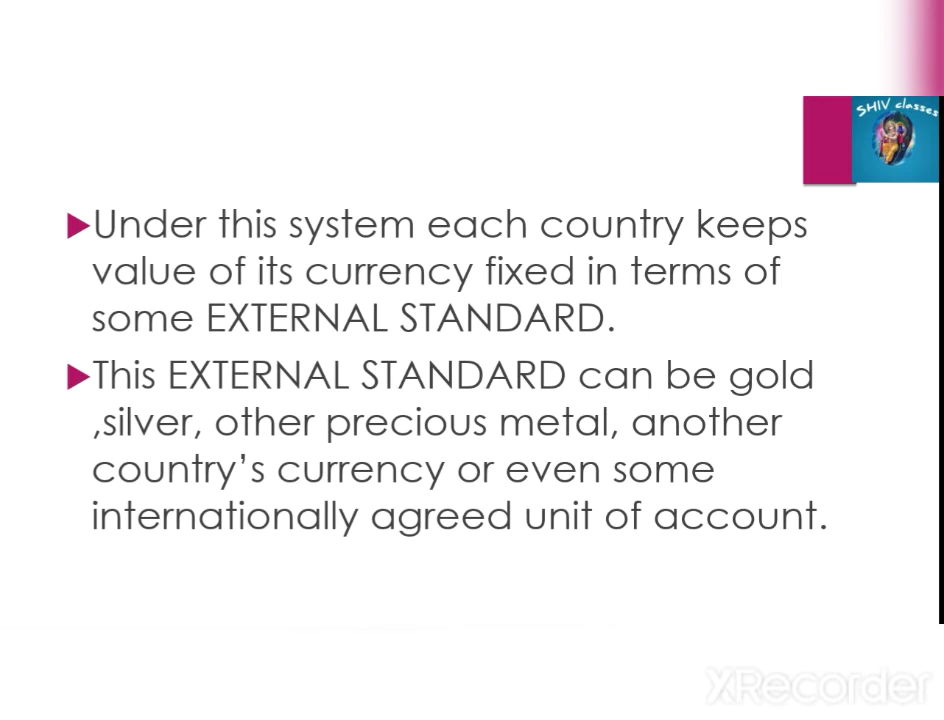 SHIV classes
▶Under this system each country keeps
value of its currency fixed in terms of
some EXTERNAL STANDARD.
▶This EXTERNAL STANDARD can be gold
,silver, other precious metal, another
country’s currency or even some
internationally agreed unit of account.
XRecorder